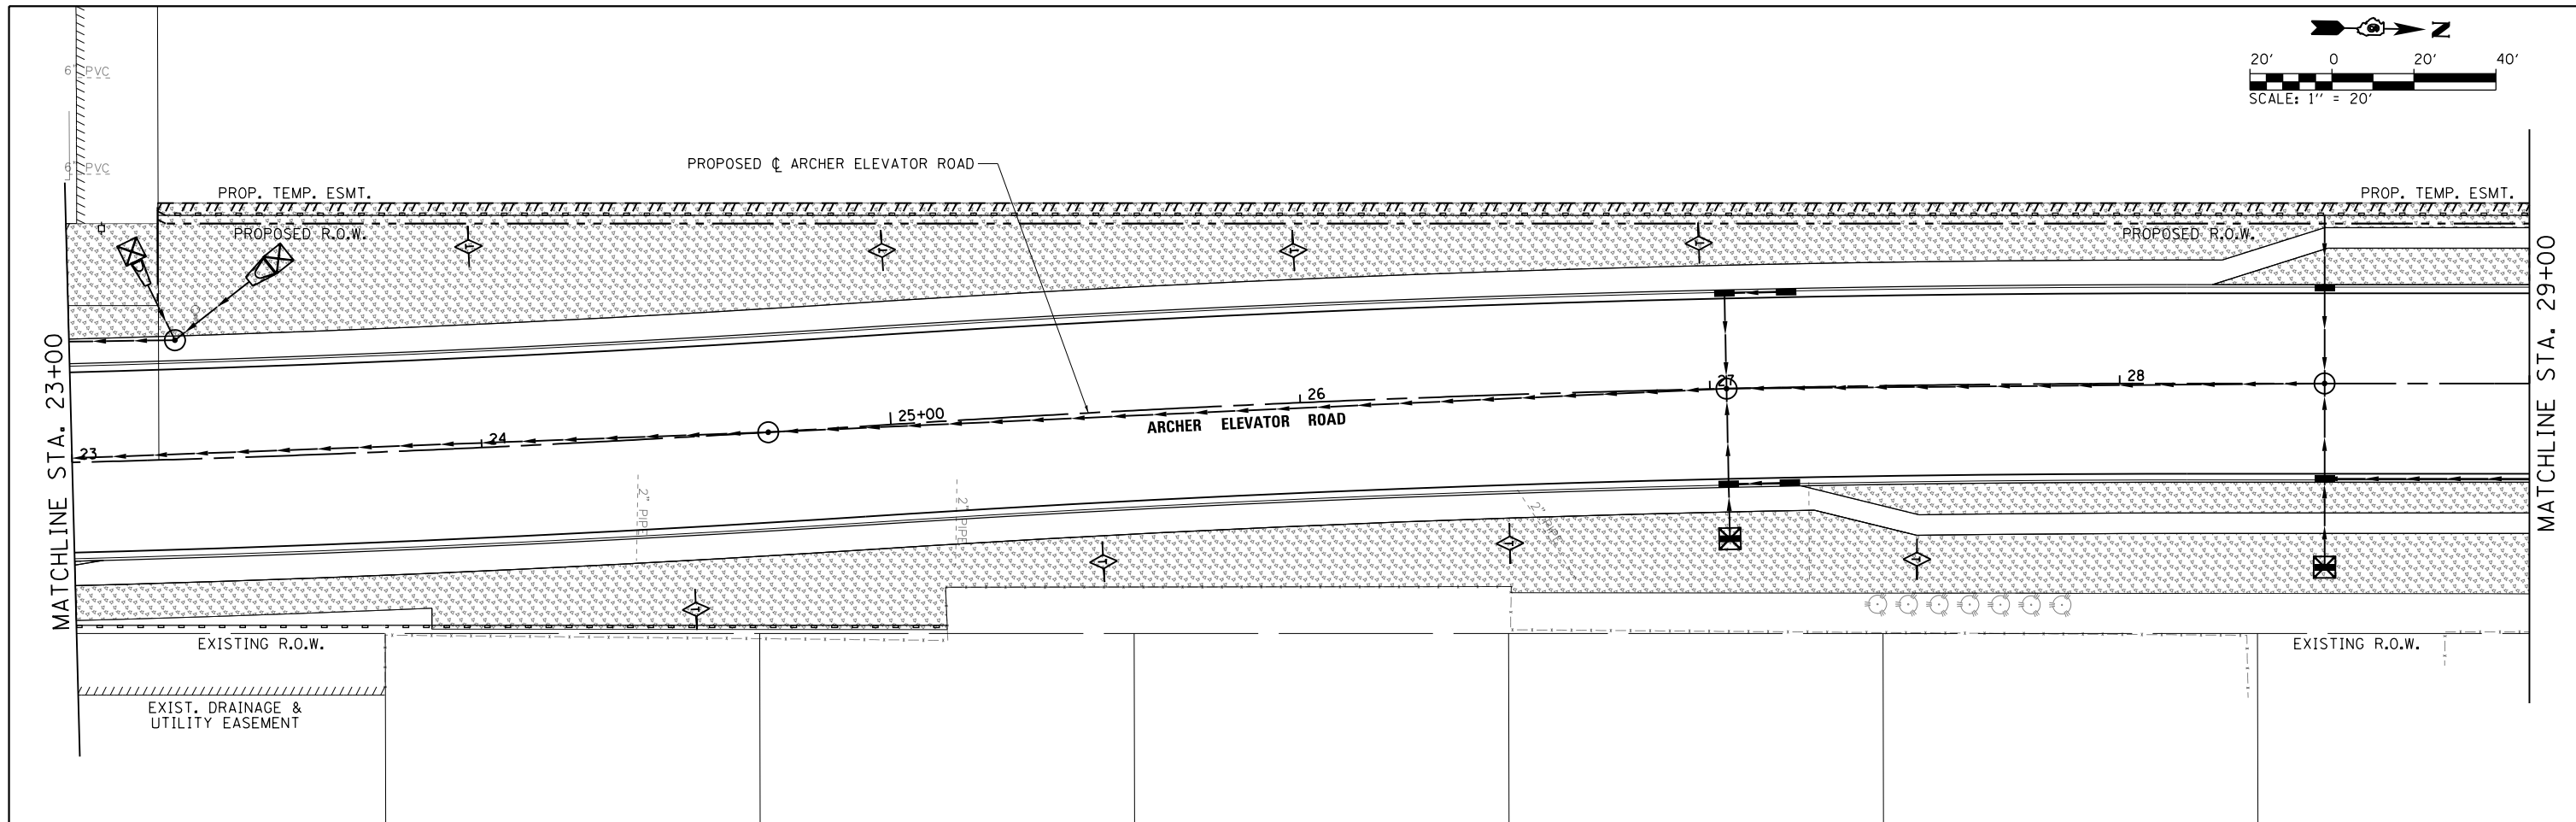 N
20' 0 20' 40'
SCALE: 1" = 20'
6" PVC
6" PVC
PROPOSED ℄ ARCHER ELEVATOR ROAD
PROP. TEMP. ESMT.
PROP. TEMP. ESMT.
PROPOSED R.O.W.
PROPOSED R.O.W.
T
T
T
T
MATCHLINE STA. 23+00
MATCHLINE STA. 29+00
23
24
25+00
26
27
28
ARCHER ELEVATOR ROAD
2" PIPE
2" PIPE
2" PIPE
T
T
T
T
EXISTING R.O.W.
EXISTING R.O.W.
EXIST. DRAINAGE &
UTILITY EASEMENT